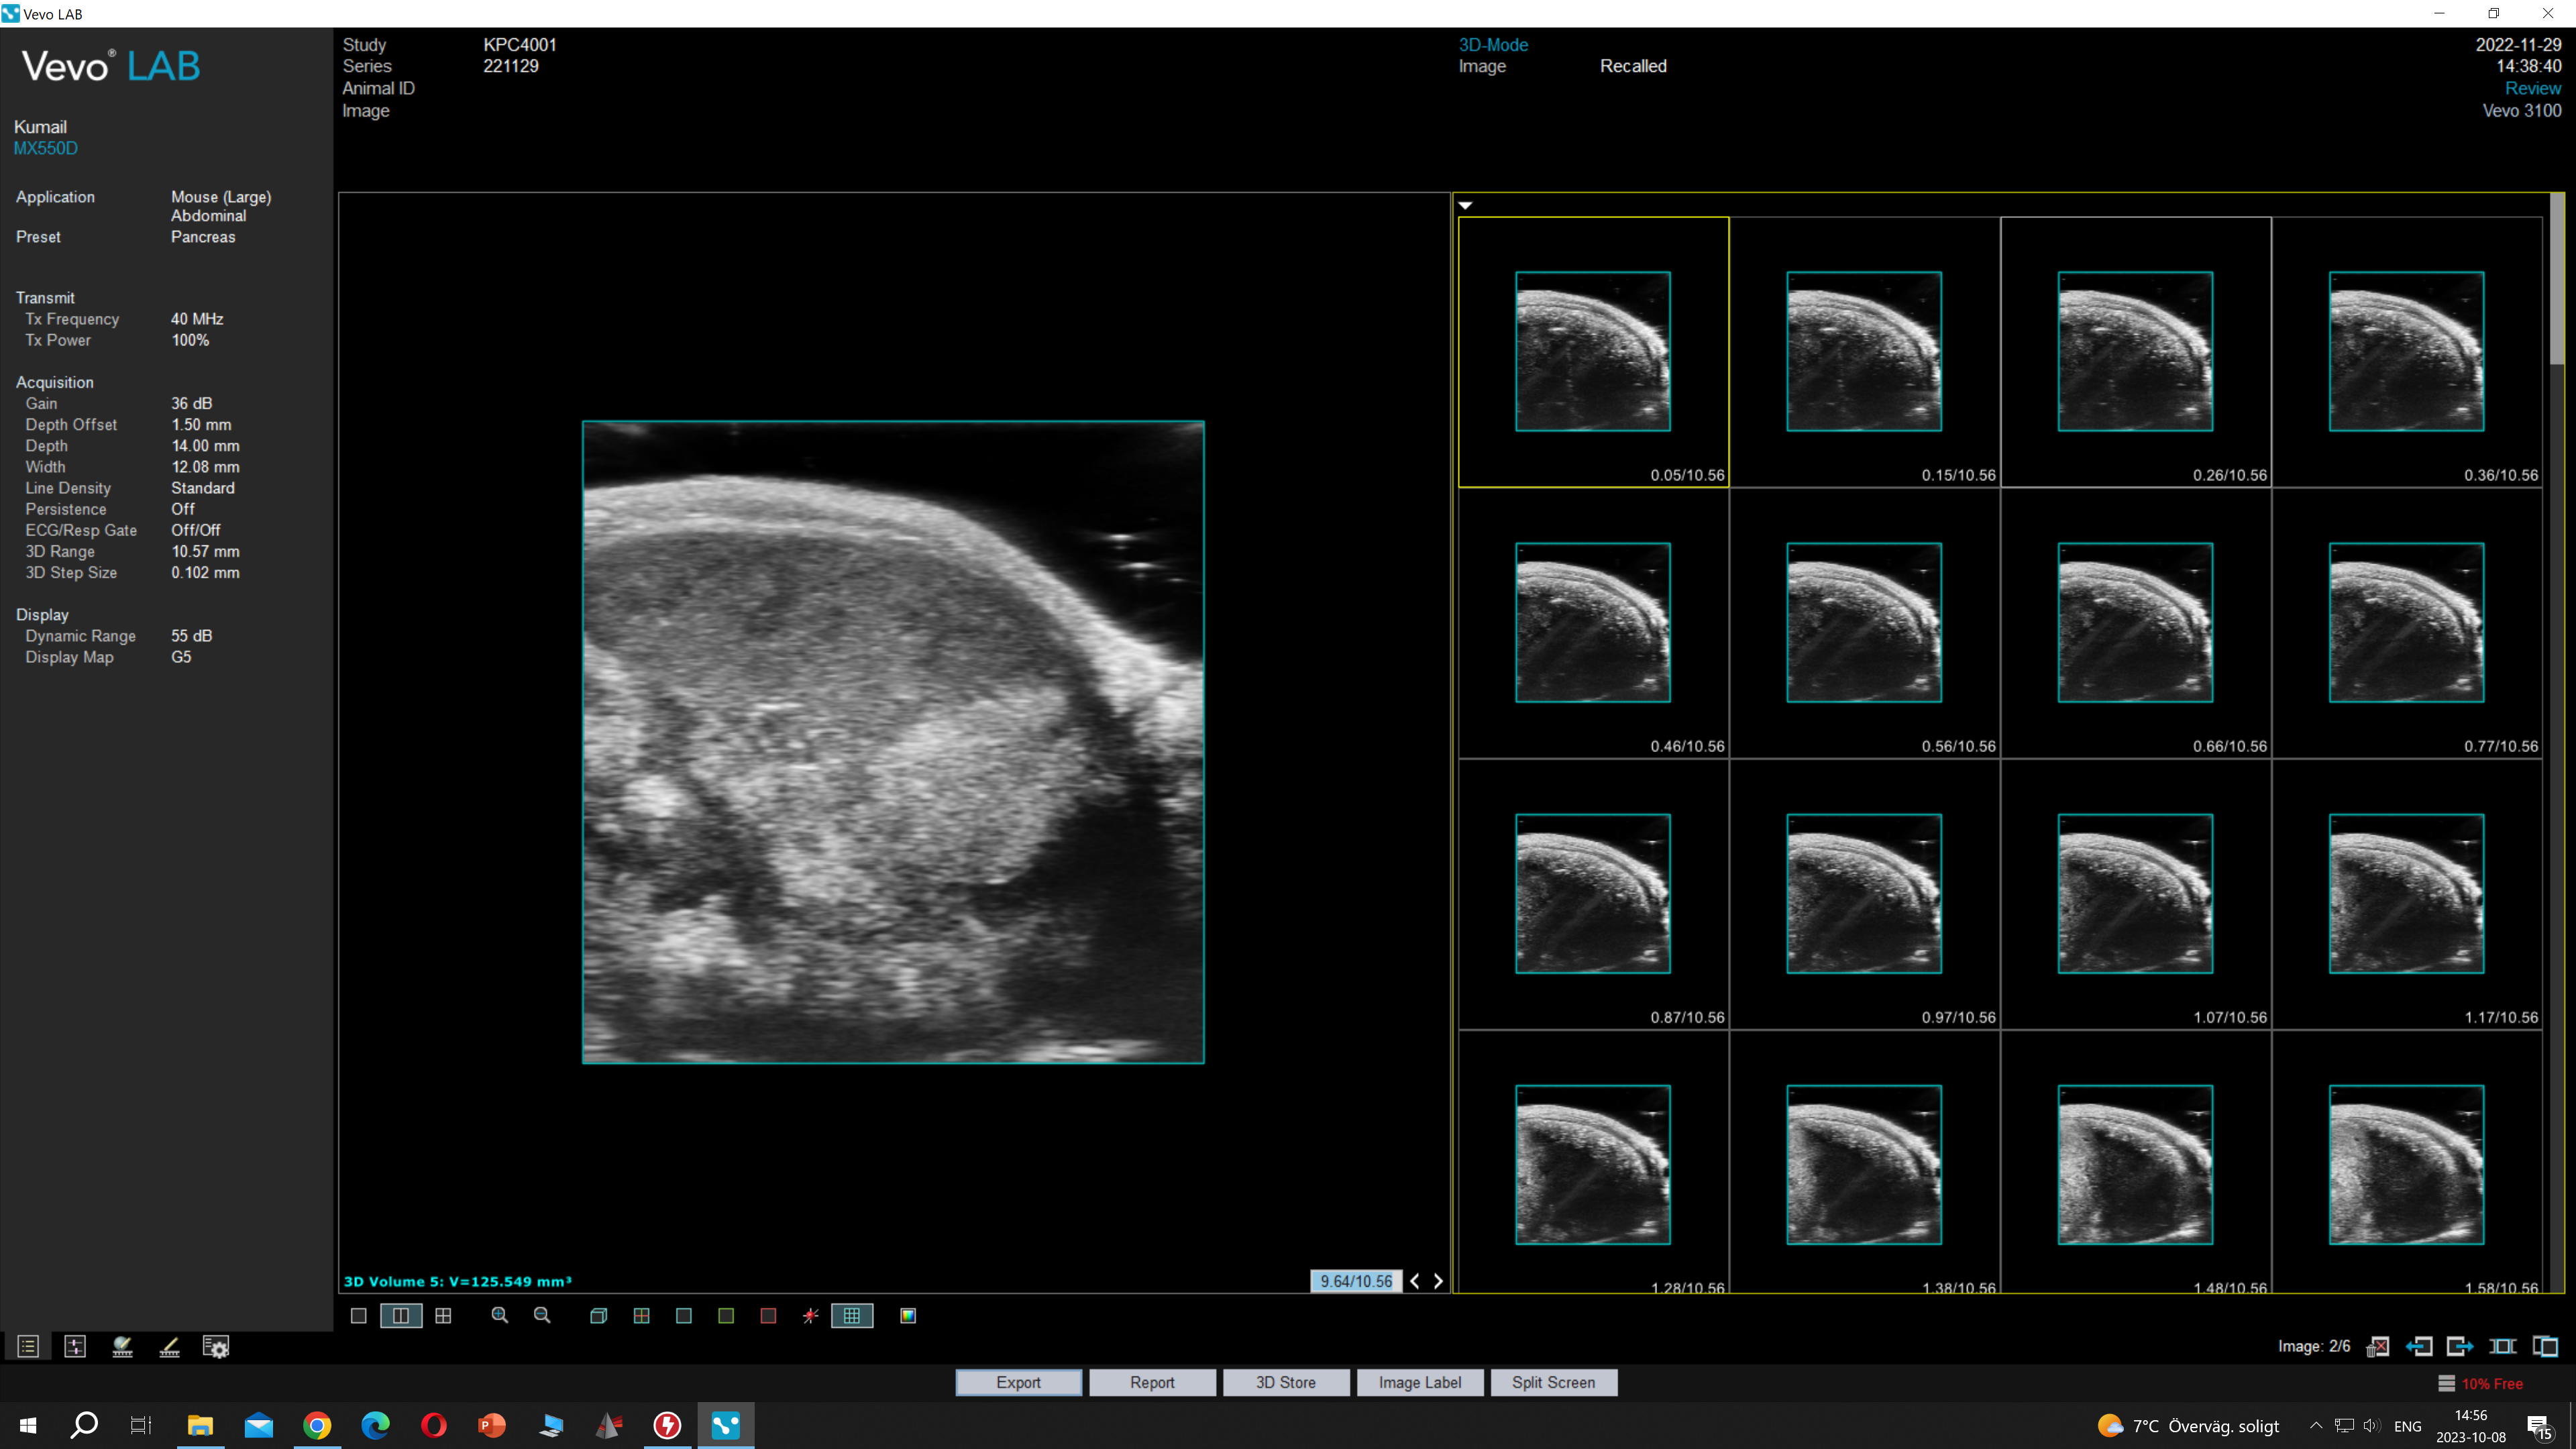 Vevo LAB
Vevo® LAB
Kumail
MX550D
Application Mouse (Large)
Abdominal
Preset Pancreas
Transmit
Tx Frequency 40 MHz
Tx Power 100%
Acquisition
Gain 36 dB
Depth Offset 1.50 mm
Depth 14.00 mm
Width 12.08 mm
Line Density Standard
Persistence Off
ECG/Resp Gate Off/Off
3D Range 10.57 mm
3D Step Size 0.102 mm
Display
Dynamic Range 55 dB
Display Map G5
Study KPC4001
Series 221129
Animal ID
Image
3D-Mode
Image Recalled
2022-11-29
14:38:40
Review
Vevo 3100
3D Volume 5: V=125.549 mm³
9.64/10.56
0.05/10.56 0.15/10.56 0.26/10.56 0.36/10.56
0.46/10.56 0.56/10.56 0.66/10.56 0.77/10.56
0.87/10.56 0.97/10.56 1.07/10.56 1.17/10.56
1.28/10.56 1.38/10.56 1.48/10.56 1.58/10.56
Image: 2/6
Export Report 3D Store Image Label Split Screen
10% Free
7°C Överväg. soligt
ENG
14:56
2023-10-08
15